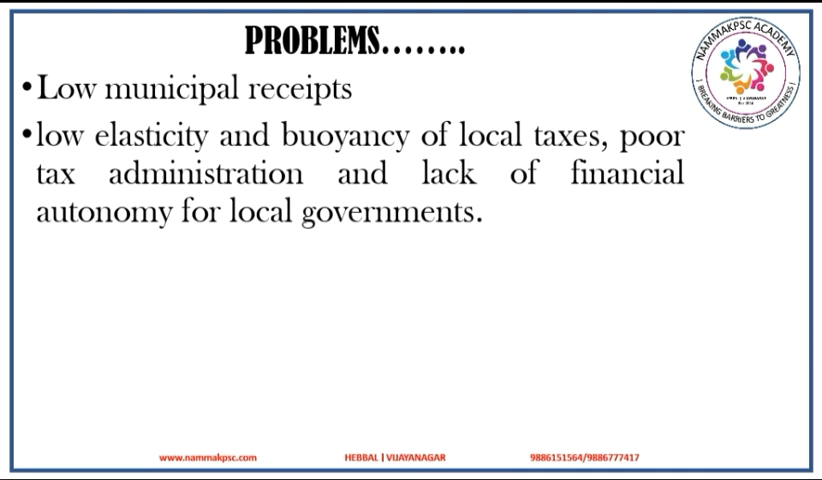 PROBLEMS........
NAMMAKPSC ACADEMY
! BREAKING BARRIERS TO GREATNESS !
•Low municipal receipts
•low elasticity and buoyancy of local taxes, poor
tax administration and lack of financial
autonomy for local governments.
www.nammakpsc.com
HEBBAL | VIJAYANAGAR
9886151564/9886777417